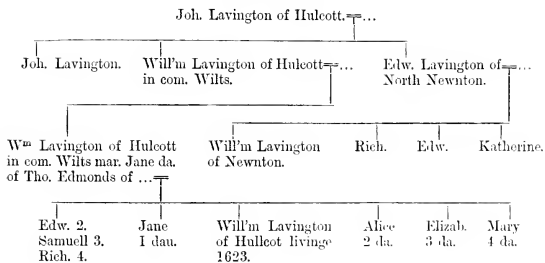 Joh. Lavington of Hulcott. = ...
Joh. Lavington.
Will'm Lavington of Hulcott = ...
in com. Wilts.
Edw. Lavington of = ...
North Newnton.
Wm Lavington of Hulcott
in com. Wilts mar. Jane da.
of Tho. Edmonds of ... =
Will'm Lavington
of Newnton.
Rich.
Edw.
Katherine.
Edw. 2.
Samuell 3.
Rich. 4.
Jane
1 dau.
Will'm Lavington
of Hullcot livinge
1623.
Alice
2 da.
Elizab.
3 da.
Mary
4 da.